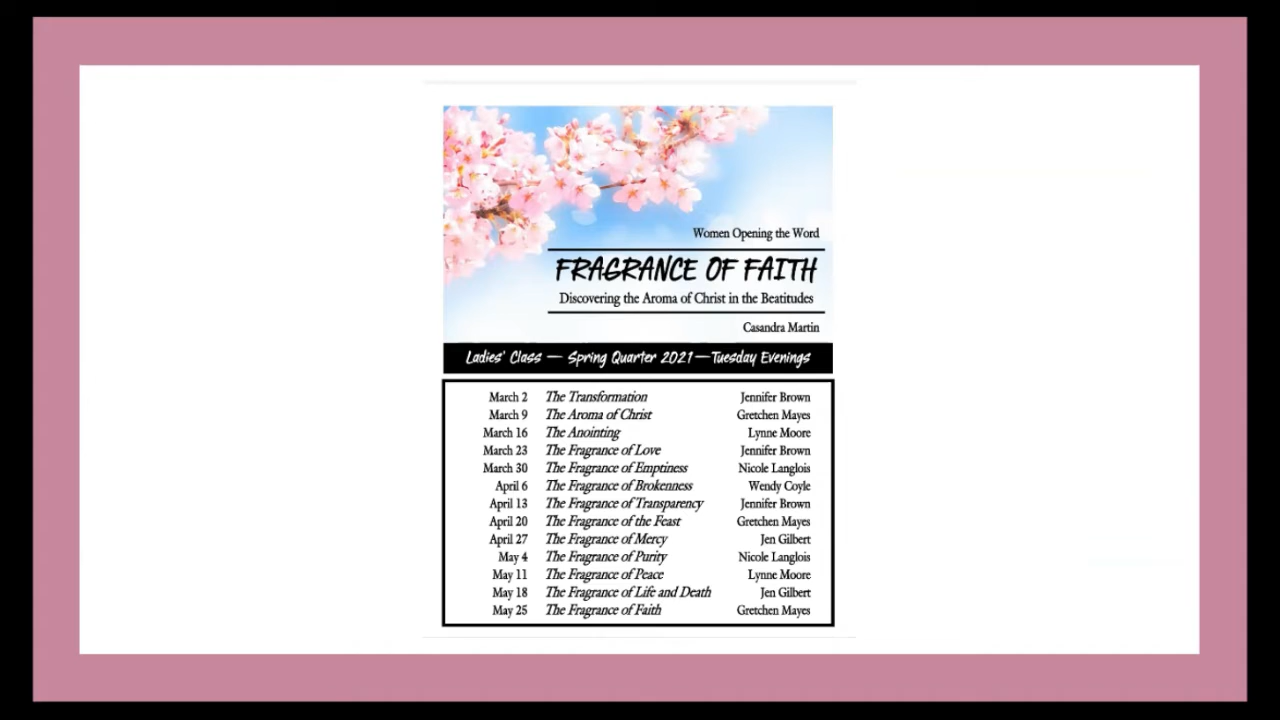 Women Opening the Word
FRAGRANCE OF FAITH
Discovering the Aroma of Christ in the Beatitudes
Casandra Martin
Ladies' Class — Spring Quarter 2021—Tuesday Evenings
March 2 The Transformation Jennifer Brown
March 9 The Aroma of Christ Gretchen Mayes
March 16 The Anointing Lynne Moore
March 23 The Fragrance of Love Jennifer Brown
March 30 The Fragrance of Emptiness Nicole Langlois
April 6 The Fragrance of Brokenness Wendy Coyle
April 13 The Fragrance of Transparency Jennifer Brown
April 20 The Fragrance of the Feast Gretchen Mayes
April 27 The Fragrance of Mercy Jen Gilbert
May 4 The Fragrance of Purity Nicole Langlois
May 11 The Fragrance of Peace Lynne Moore
May 18 The Fragrance of Life and Death Jen Gilbert
May 25 The Fragrance of Faith Gretchen Mayes